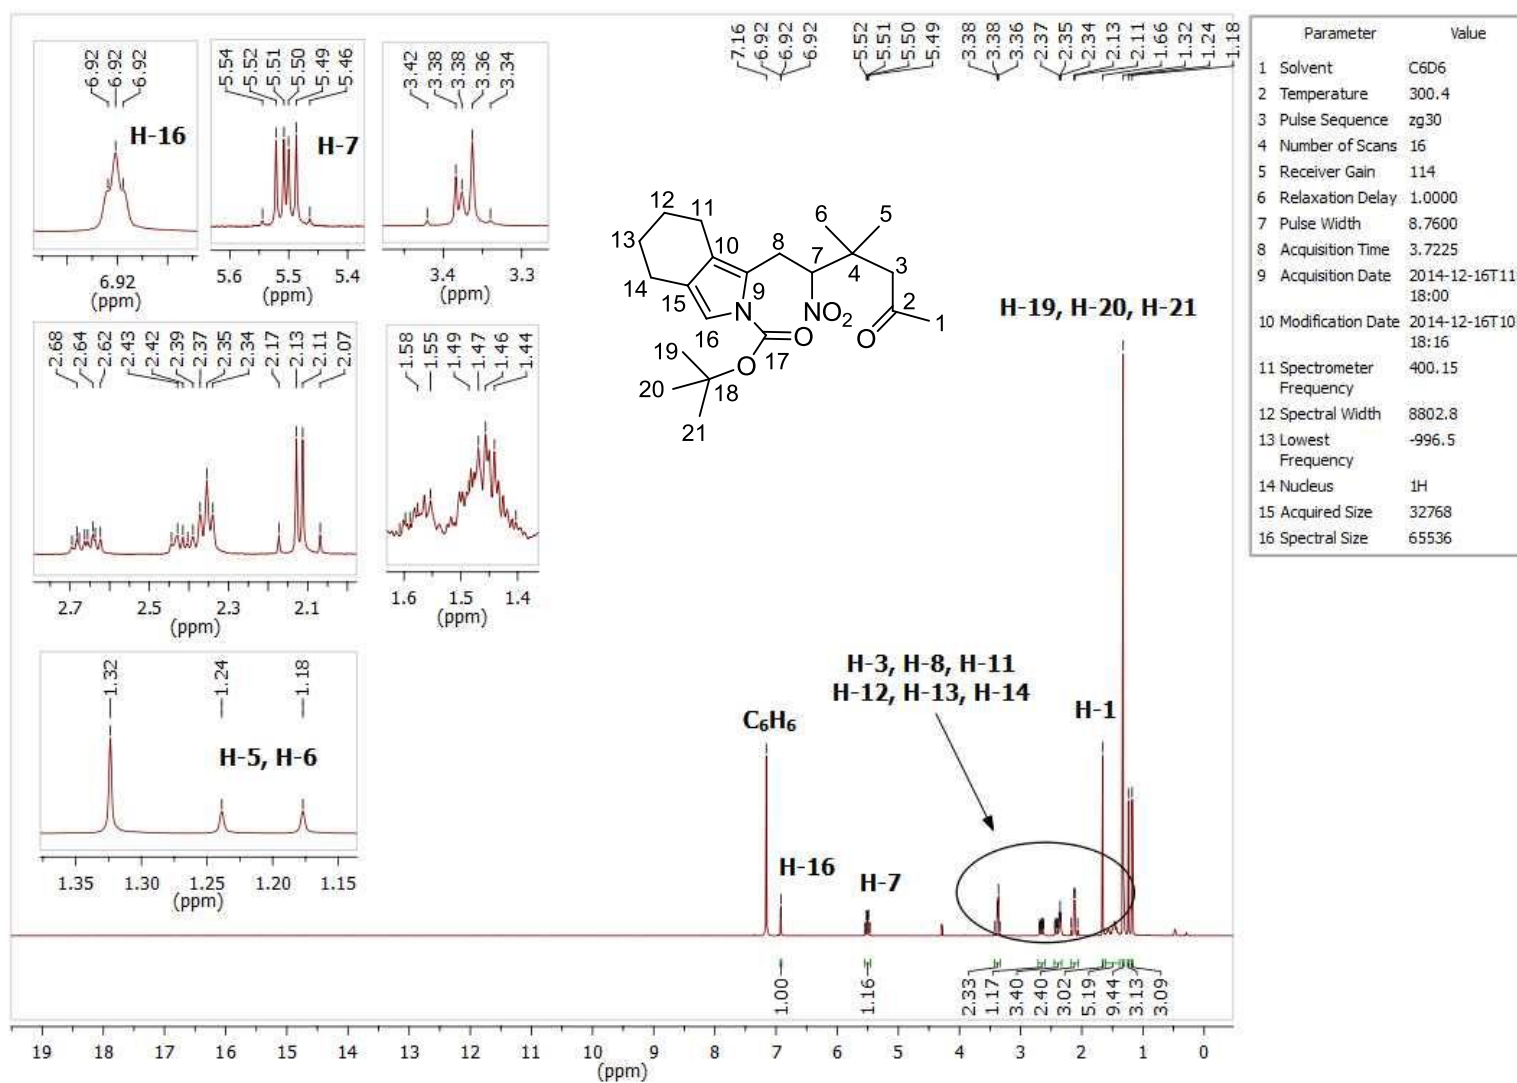 7.16 6.92 6.92 6.92 5.52 5.51 5.50 5.49 3.38 3.38 3.36 2.37 2.35 2.34 2.13 2.11 1.66 1.32 1.24 1.18
6.92 6.92 6.92
H-16
6.92
(ppm)
5.54 5.52 5.51 5.50 5.49 5.46
H-7
5.6 5.5 5.4
(ppm)
3.42 3.38 3.38 3.36 3.34
3.4 3.3
(ppm)
2.68 2.64 2.62 2.43 2.42 2.39 2.37 2.35 2.34 2.17 2.13 2.11 2.07
2.7 2.5 2.3 2.1
(ppm)
1.58 1.55 1.49 1.47 1.46 1.44
1.6 1.5 1.4
(ppm)
1.32 1.24 1.18
H-5, H-6
1.35 1.30 1.25 1.20 1.15
(ppm)
12 11 6 5
13 10 8 7 4 3
14 15 9 2
16 N NO2 O 1
19 O 17 O
20 18
21
H-19, H-20, H-21
H-3, H-8, H-11
H-12, H-13, H-14
C6H6
H-1
H-16
H-7
1.00 1.16 2.33 1.17 3.40 2.40 3.02 5.19 9.44 3.13 3.09
19 18 17 16 15 14 13 12 11 10 9 8 7 6 5 4 3 2 1 0
(ppm)
Parameter Value
1 Solvent C6D6
2 Temperature 300.4
3 Pulse Sequence zg30
4 Number of Scans 16
5 Receiver Gain 114
6 Relaxation Delay 1.0000
7 Pulse Width 8.7600
8 Acquisition Time 3.7225
9 Acquisition Date 2014-12-16T11
18:00
10 Modification Date 2014-12-16T10
18:16
11 Spectrometer 400.15
Frequency
12 Spectral Width 8802.8
13 Lowest -996.5
Frequency
14 Nucleus 1H
15 Acquired Size 32768
16 Spectral Size 65536